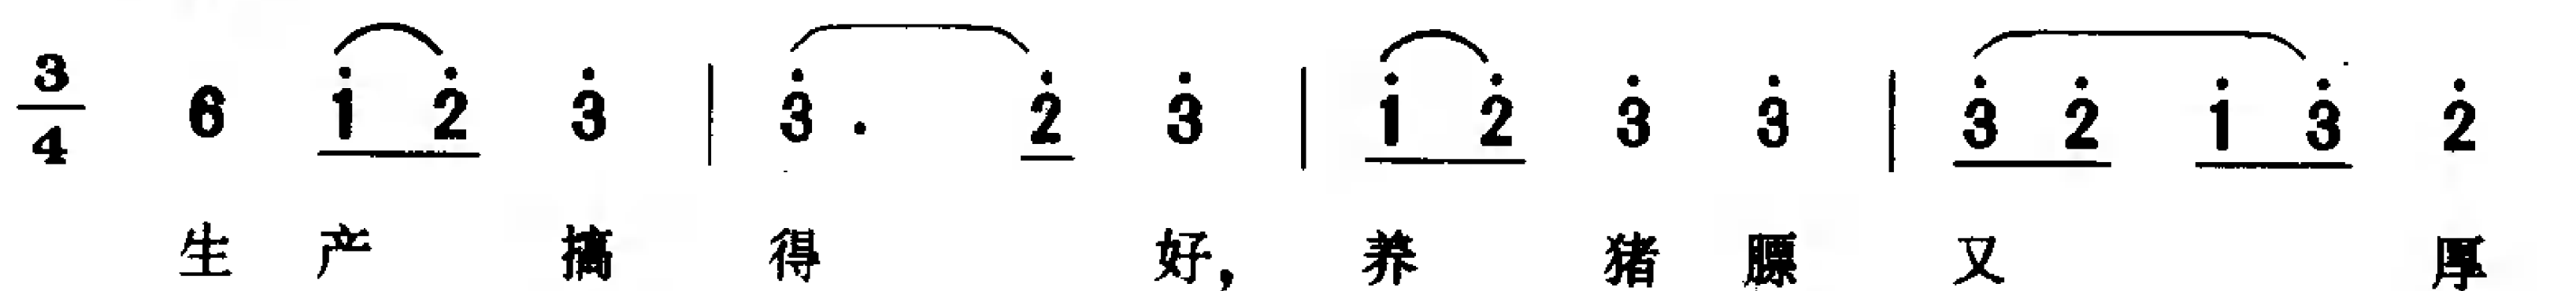 3/4 6 1̇ 2̇ 3̇ | 3̇ . 2̇ 3̇ | 1̇ 2̇ 3̇ 3̇ | 3̇ 2̇ 1̇ 3̇ 2̇
生 产 搞 得 好, 养 猪 膘 又 厚